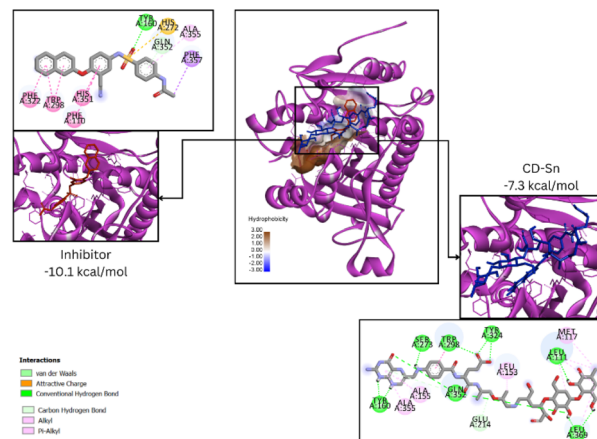 TYR
A:160
HIS
A:272
ALA
A:355
GLN
A:352
PHE
A:357
PHE
A:372
TRP
A:298
HIS
A:351
PHE
A:110
Inhibitor
-10.1 kcal/mol
Hydrophobicity
3.00
2.00
1.00
0.00
-1.00
-2.00
-3.00
CD-Sn
-7.3 kcal/mol
Interactions
van der Waals
Attractive Charge
Conventional Hydrogen Bond
Carbon Hydrogen Bond
Alkyl
Pi-Alkyl
SER
A:273
TRP
A:298
TYR
A:324
MET
A:117
LEU
A:111
LEU
A:153
ALA
A:155
GLN
A:352
TYR
A:160
ALA
A:355
GLU
A:214
LEU
A:369